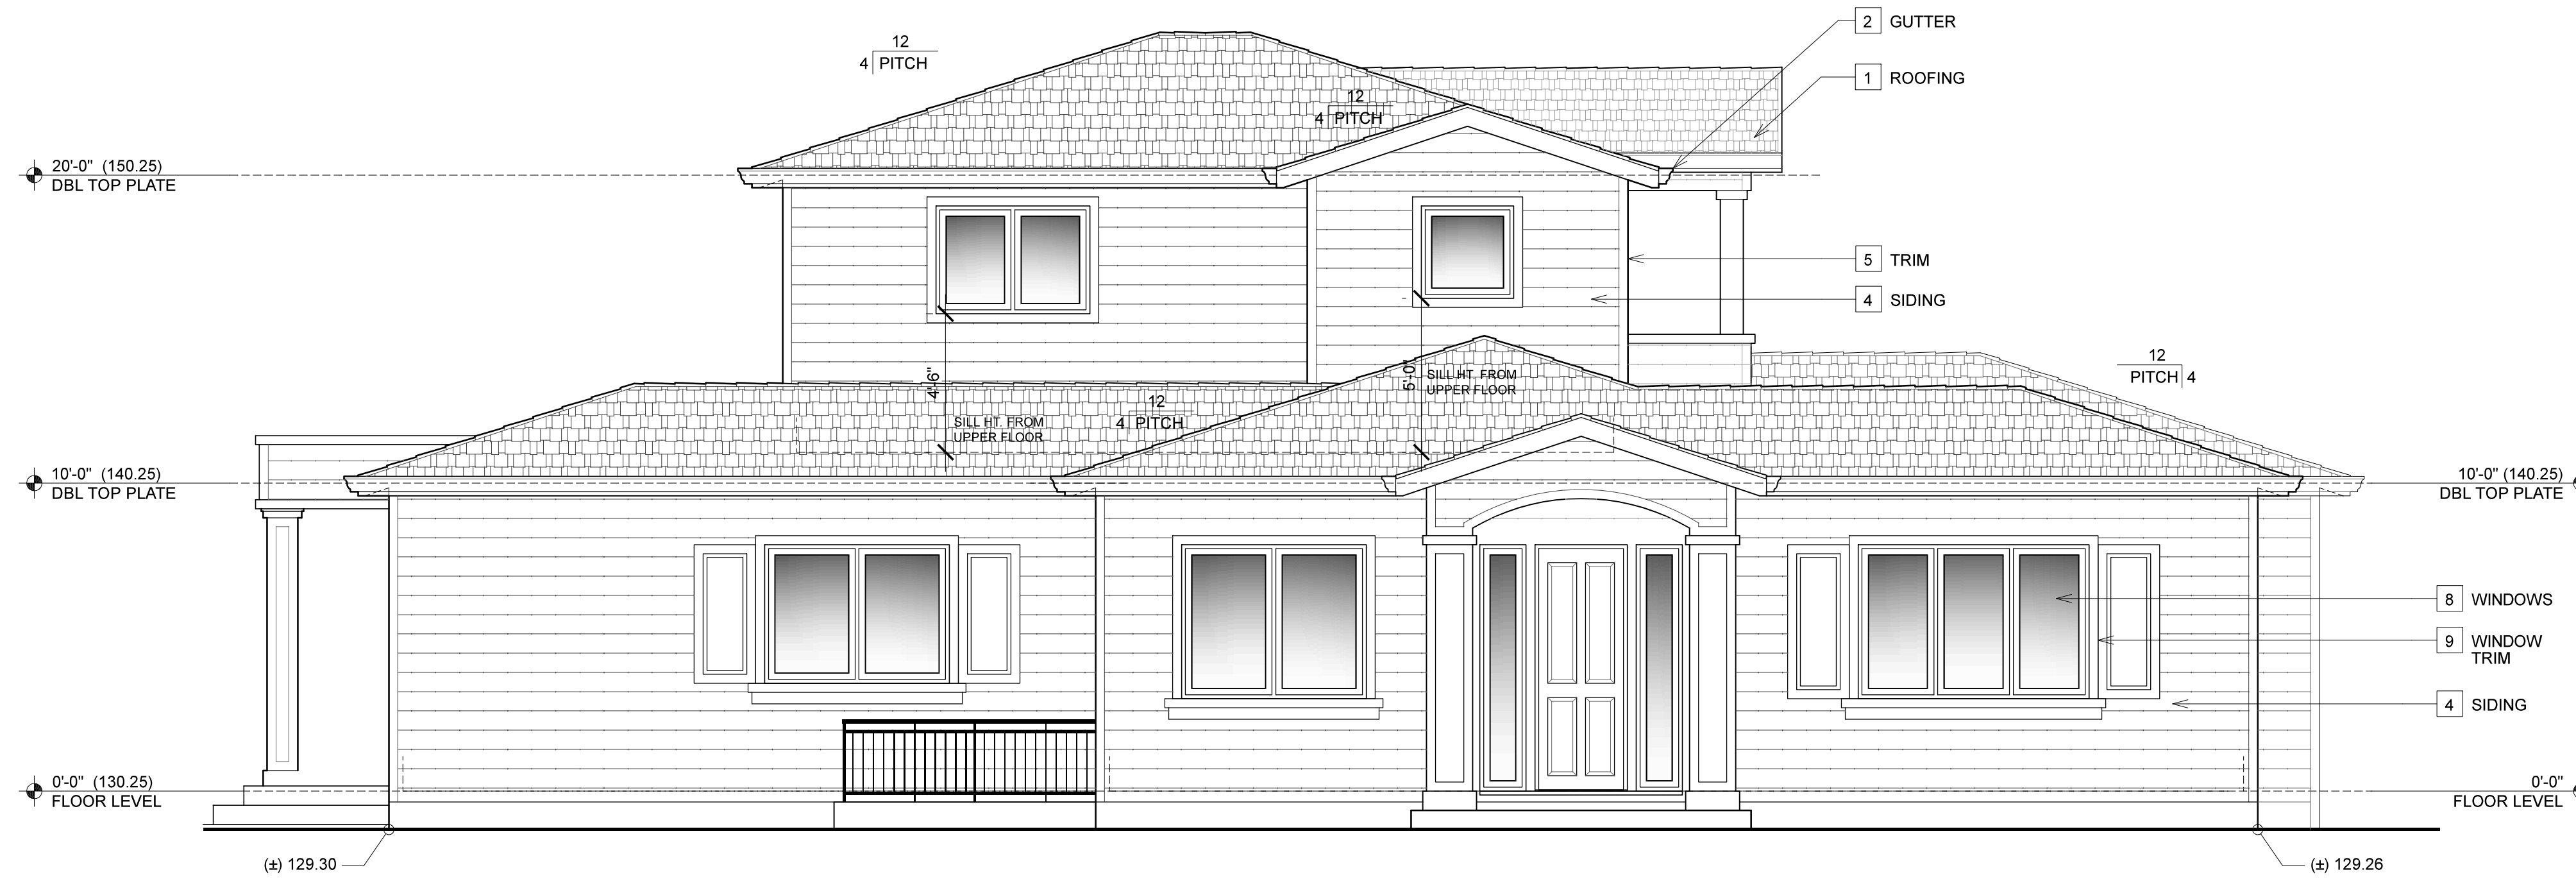 2 GUTTER
12
4 PITCH
1 ROOFING
12
4 PITCH
20'-0" (150.25)
DBL TOP PLATE
5 TRIM
4 SIDING
12
PITCH 4
4'-6"
SILL HT. FROM
UPPER FLOOR
5'-0"
SILL HT. FROM
UPPER FLOOR
12
4 PITCH
10'-0" (140.25)
DBL TOP PLATE
10'-0" (140.25)
DBL TOP PLATE
8 WINDOWS
9 WINDOW
TRIM
4 SIDING
0'-0" (130.25)
FLOOR LEVEL
0'-0"
FLOOR LEVEL
(±) 129.30
(±) 129.26